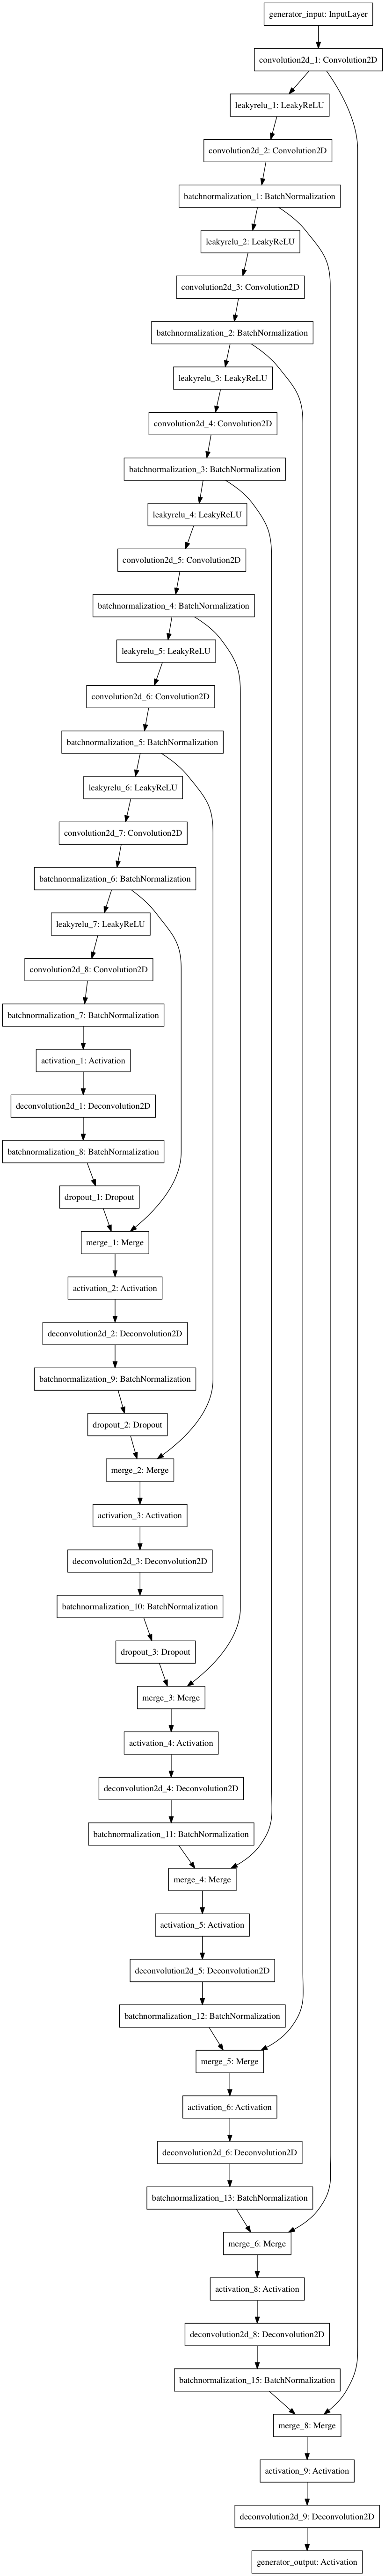 generator_input: InputLayer
convolution2d_1: Convolution2D
leakyrelu_1: LeakyReLU
convolution2d_2: Convolution2D
batchnormalization_1: BatchNormalization
leakyrelu_2: LeakyReLU
convolution2d_3: Convolution2D
batchnormalization_2: BatchNormalization
leakyrelu_3: LeakyReLU
convolution2d_4: Convolution2D
batchnormalization_3: BatchNormalization
leakyrelu_4: LeakyReLU
convolution2d_5: Convolution2D
batchnormalization_4: BatchNormalization
leakyrelu_5: LeakyReLU
convolution2d_6: Convolution2D
batchnormalization_5: BatchNormalization
leakyrelu_6: LeakyReLU
convolution2d_7: Convolution2D
batchnormalization_6: BatchNormalization
leakyrelu_7: LeakyReLU
convolution2d_8: Convolution2D
batchnormalization_7: BatchNormalization
activation_1: Activation
deconvolution2d_1: Deconvolution2D
batchnormalization_8: BatchNormalization
dropout_1: Dropout
merge_1: Merge
activation_2: Activation
deconvolution2d_2: Deconvolution2D
batchnormalization_9: BatchNormalization
dropout_2: Dropout
merge_2: Merge
activation_3: Activation
deconvolution2d_3: Deconvolution2D
batchnormalization_10: BatchNormalization
dropout_3: Dropout
merge_3: Merge
activation_4: Activation
deconvolution2d_4: Deconvolution2D
batchnormalization_11: BatchNormalization
merge_4: Merge
activation_5: Activation
deconvolution2d_5: Deconvolution2D
batchnormalization_12: BatchNormalization
merge_5: Merge
activation_6: Activation
deconvolution2d_6: Deconvolution2D
batchnormalization_13: BatchNormalization
merge_6: Merge
activation_8: Activation
deconvolution2d_8: Deconvolution2D
batchnormalization_15: BatchNormalization
merge_8: Merge
activation_9: Activation
deconvolution2d_9: Deconvolution2D
generator_output: Activation